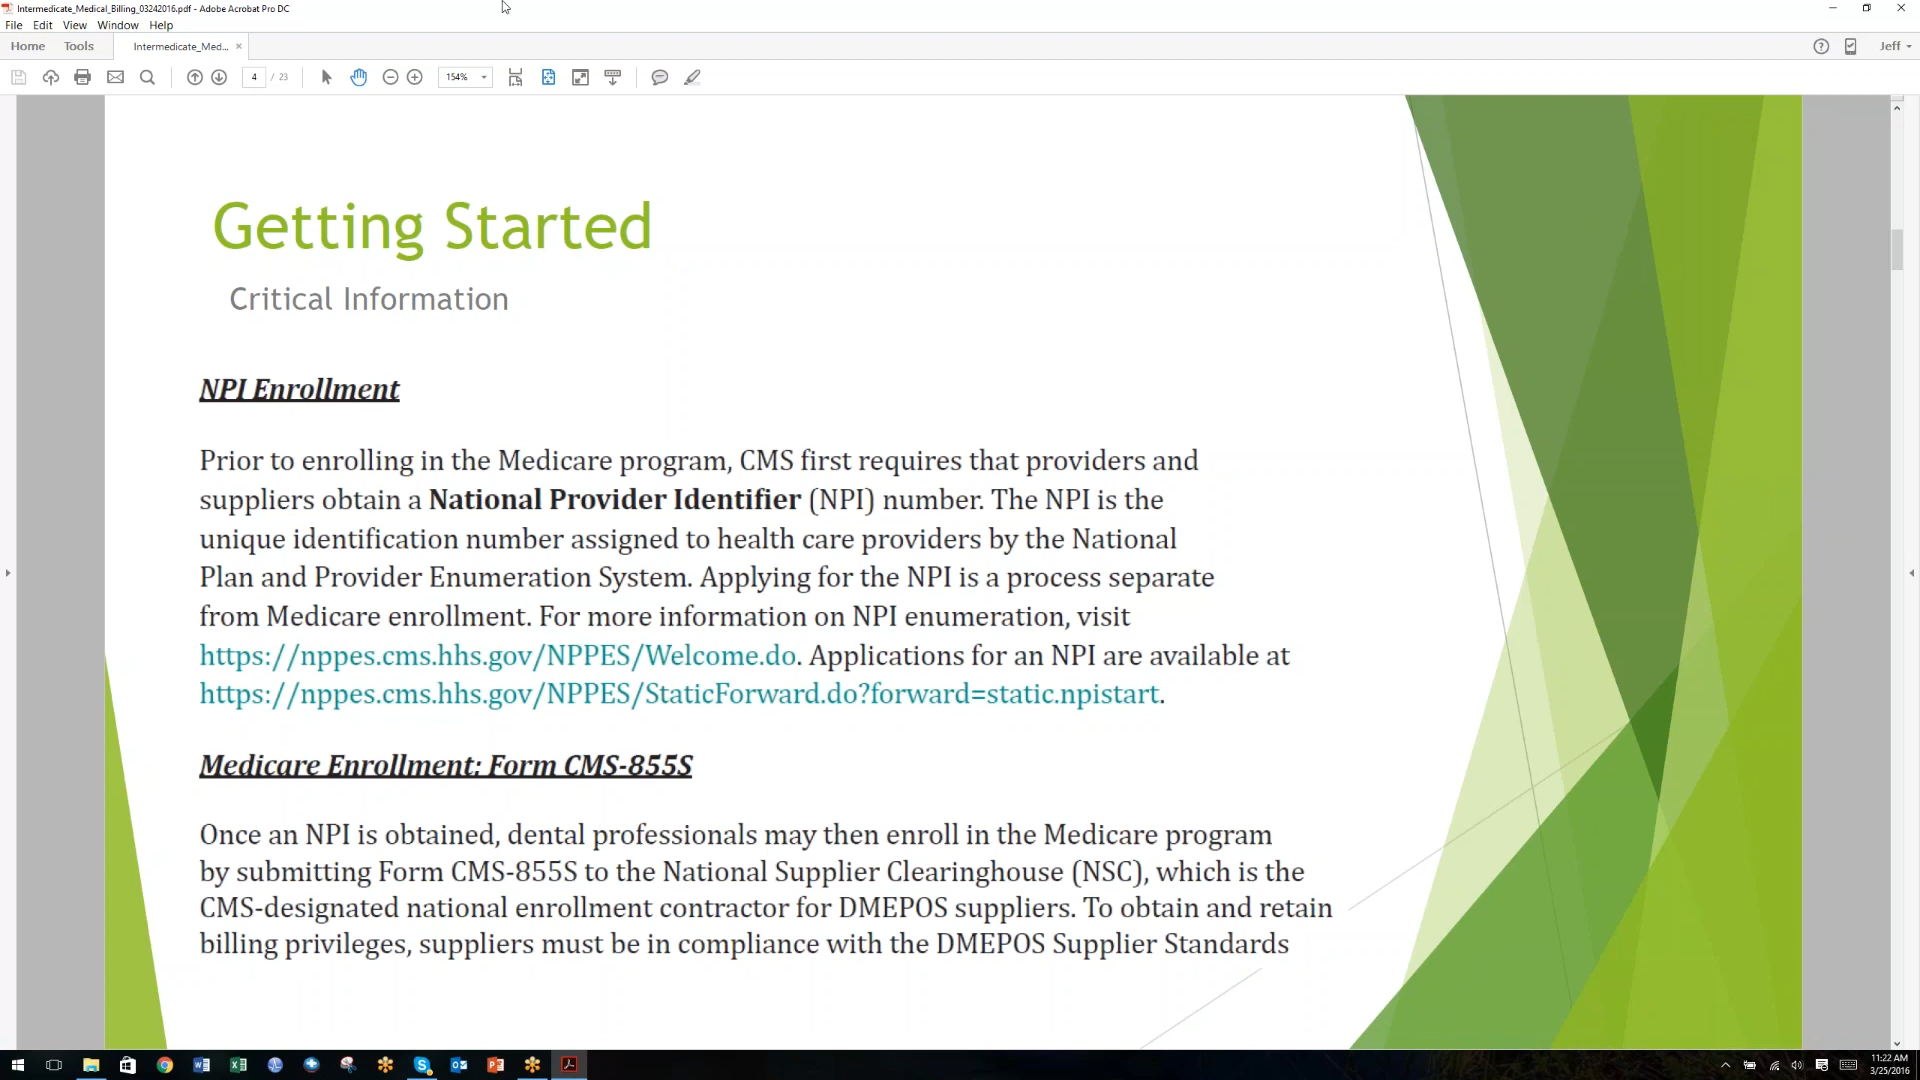 Intermedicate_Medical_Billing_03242016.pdf - Adobe Acrobat Pro DC
File Edit View Window Help
Home Tools Intermedicate_Med... × Jeff
4 / 23 154%
Getting Started
Critical Information
NPI Enrollment
Prior to enrolling in the Medicare program, CMS first requires that providers and
suppliers obtain a National Provider Identifier (NPI) number. The NPI is the
unique identification number assigned to health care providers by the National
Plan and Provider Enumeration System. Applying for the NPI is a process separate
from Medicare enrollment. For more information on NPI enumeration, visit
https://nppes.cms.hhs.gov/NPPES/Welcome.do. Applications for an NPI are available at
https://nppes.cms.hhs.gov/NPPES/StaticForward.do?forward=static.npistart.
Medicare Enrollment: Form CMS-855S
Once an NPI is obtained, dental professionals may then enroll in the Medicare program
by submitting Form CMS-855S to the National Supplier Clearinghouse (NSC), which is the
CMS-designated national enrollment contractor for DMEPOS suppliers. To obtain and retain
billing privileges, suppliers must be in compliance with the DMEPOS Supplier Standards
11:22 AM
3/25/2016